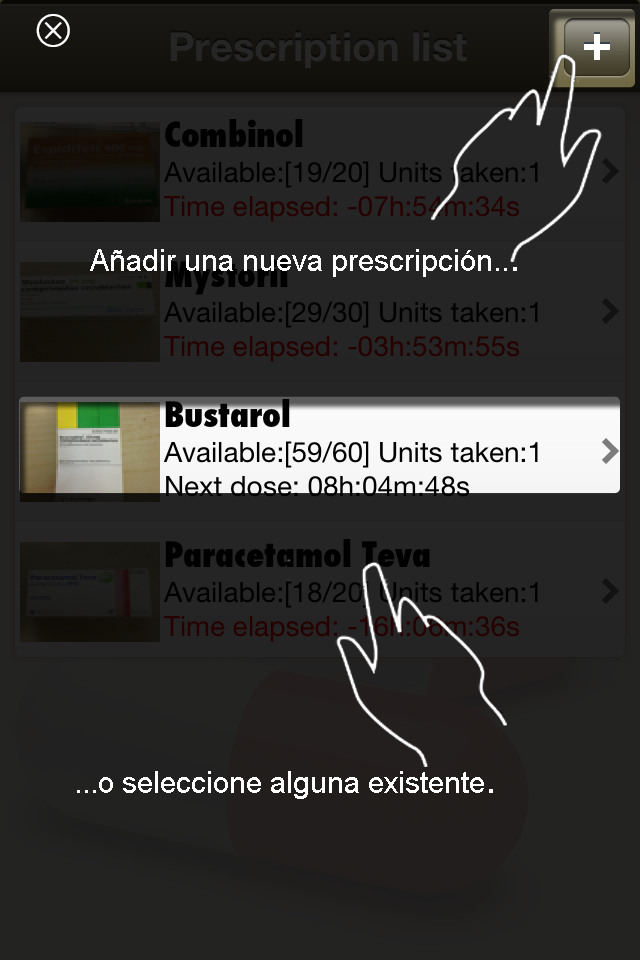 Prescription list
Combinol
Available:[19/20] Units taken:1
Time elapsed: -07h:54m:34s
Añadir una nueva prescripción...
Mystoril
Available:[29/30] Units taken:1
Time elapsed: -03h:53m:55s
Bustarol
Available:[59/60] Units taken:1
Next dose: 08h:04m:48s
Paracetamol Teva
Paracetamol Teva
Available:[18/20] Units taken:1
Time elapsed: -16h:06m:36s
...o seleccione alguna existente.